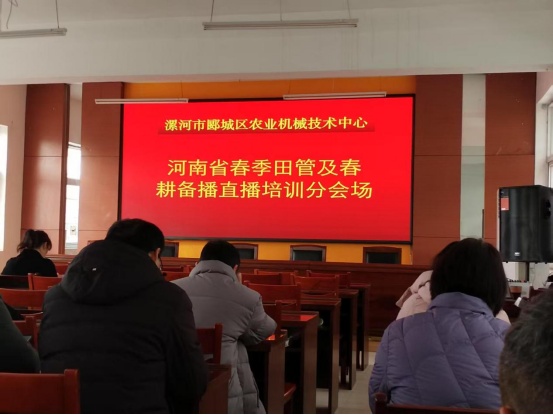 漯河市郾城区农业机械技术中心
河南省春季田管及春
耕备播直播培训分会场